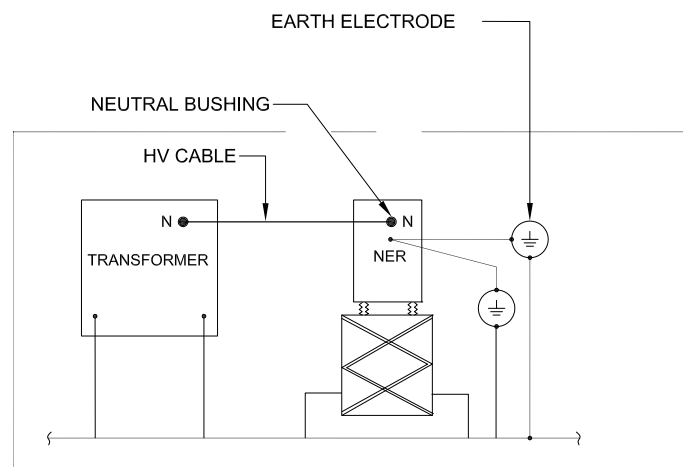 EARTH ELECTRODE
NEUTRAL BUSHING
HV CABLE
N
N
TRANSFORMER
NER